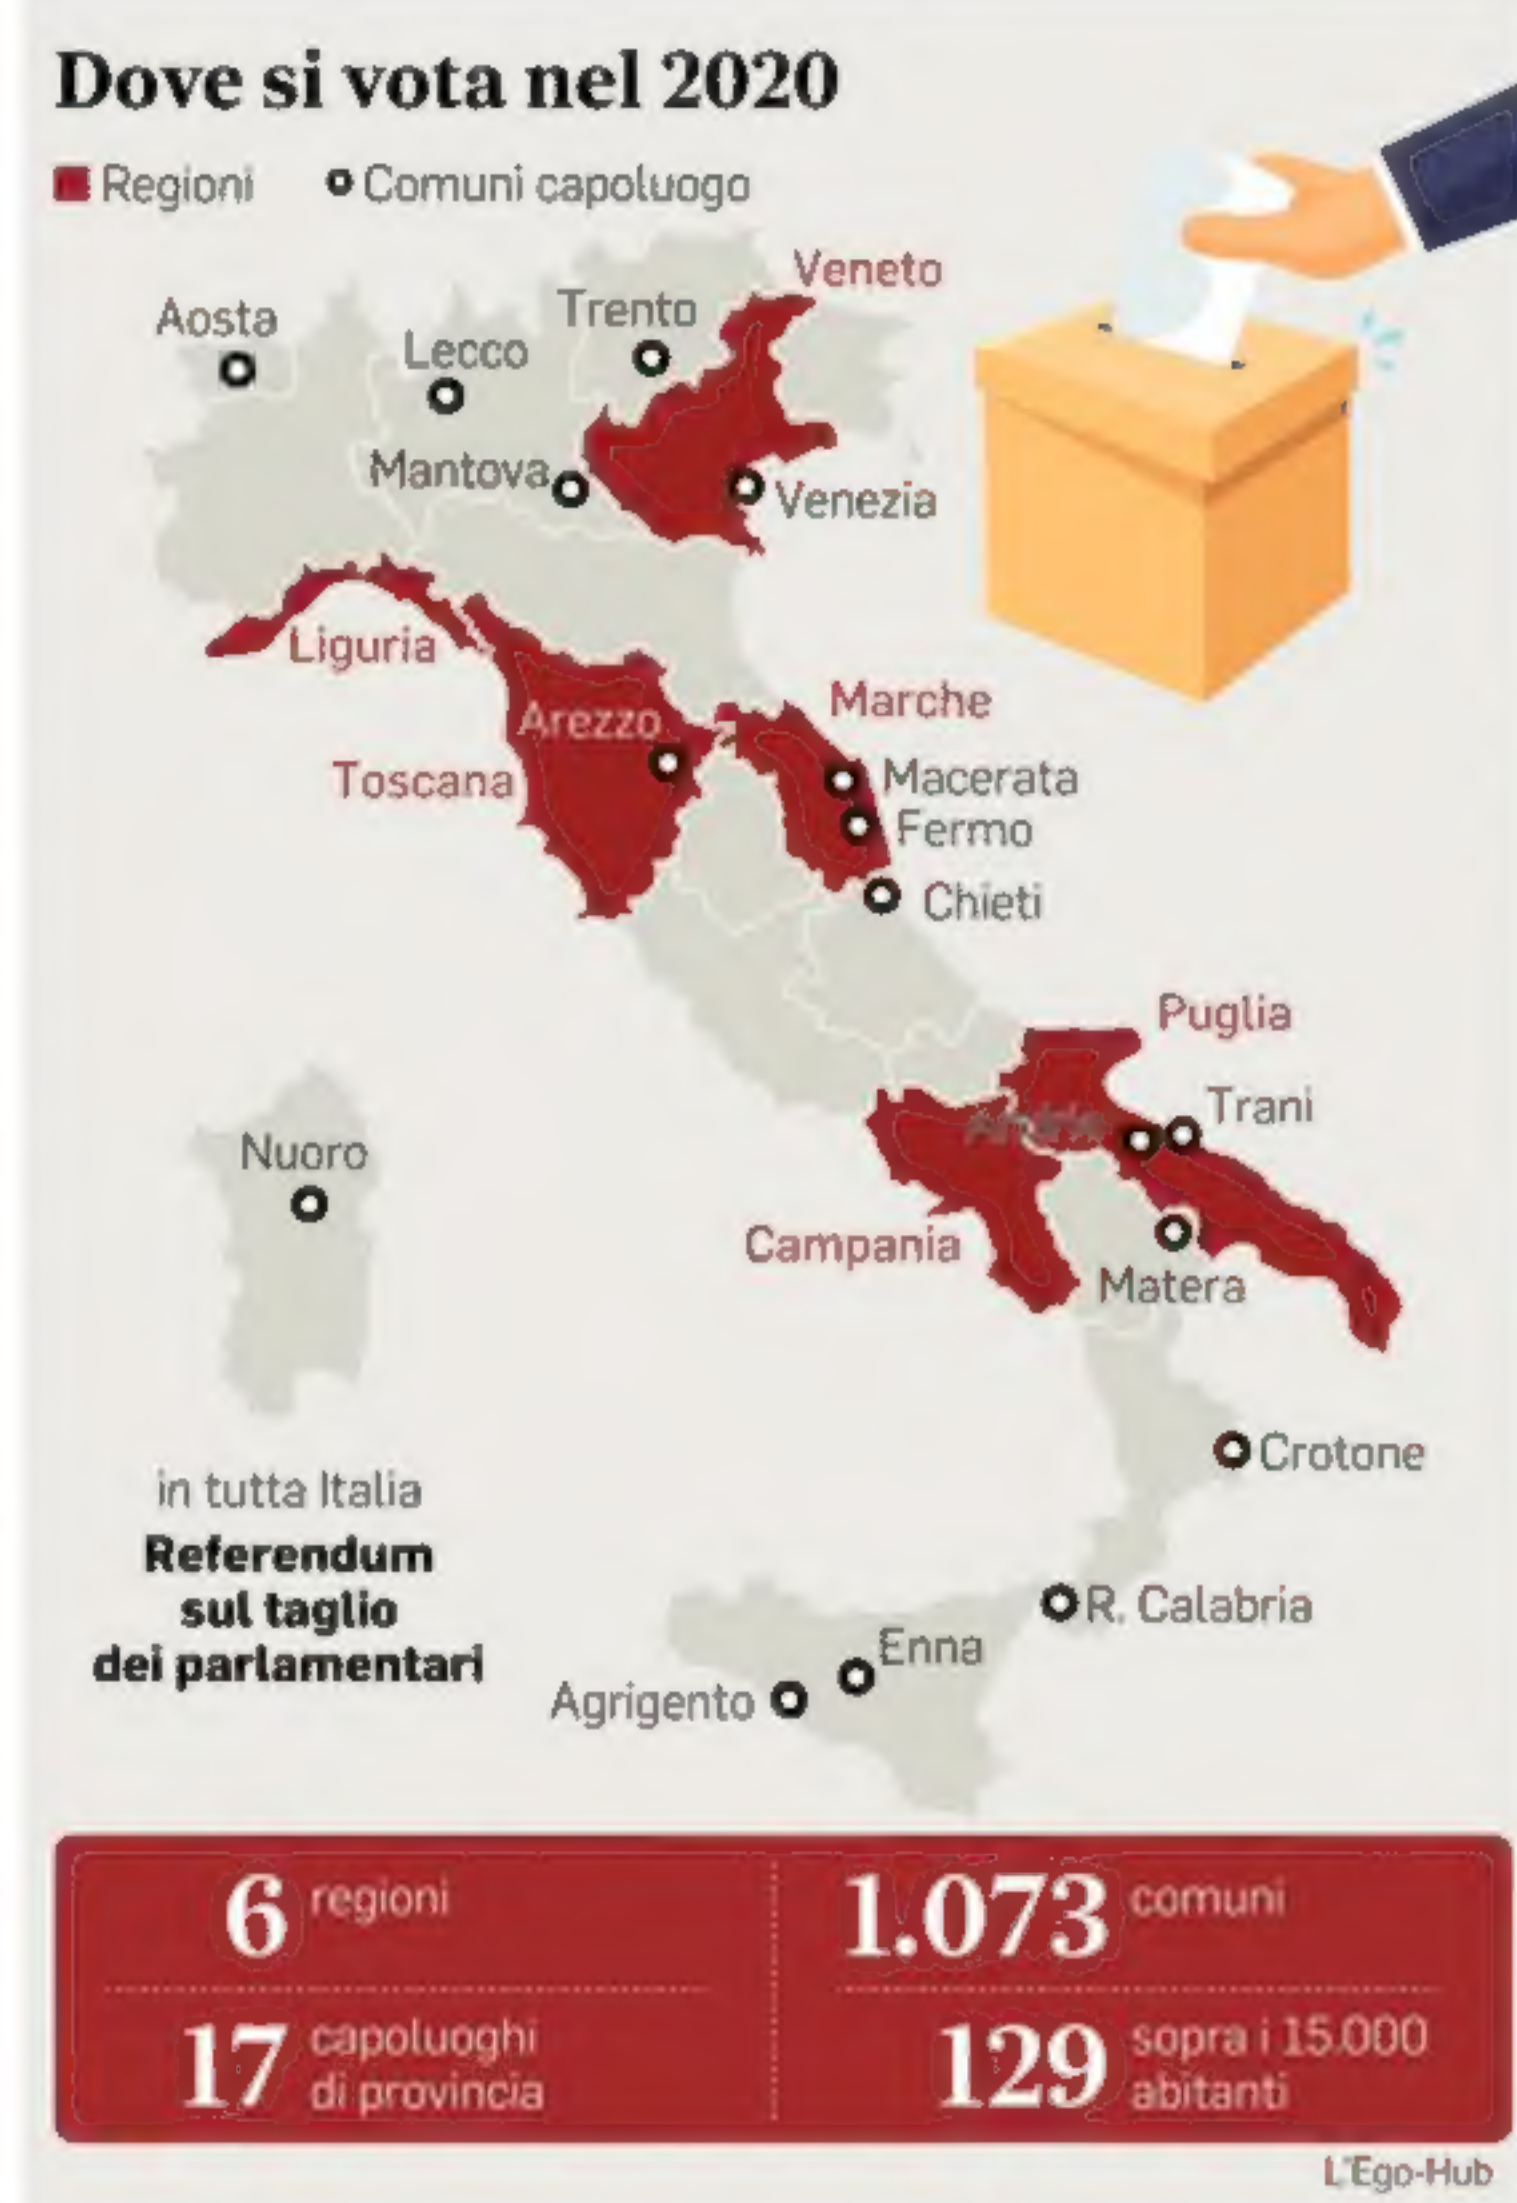 Dove si vota nel 2020
Regioni
Comuni capoluogo
Veneto
Aosta
Trento
Lecco
Mantova
Venezia
Liguria
Marche
Arezzo
Toscana
Macerata
Fermo
Chieti
Puglia
Trani
Nuoro
Campania
Matera
Crotone
in tutta Italia
Referendum
sul taglio
dei parlamentari
R. Calabria
Enna
Agrigento
6 regioni
1.073 comuni
17 capoluoghi
di provincia
129 sopra i 15.000
abitanti
L'Ego-Hub